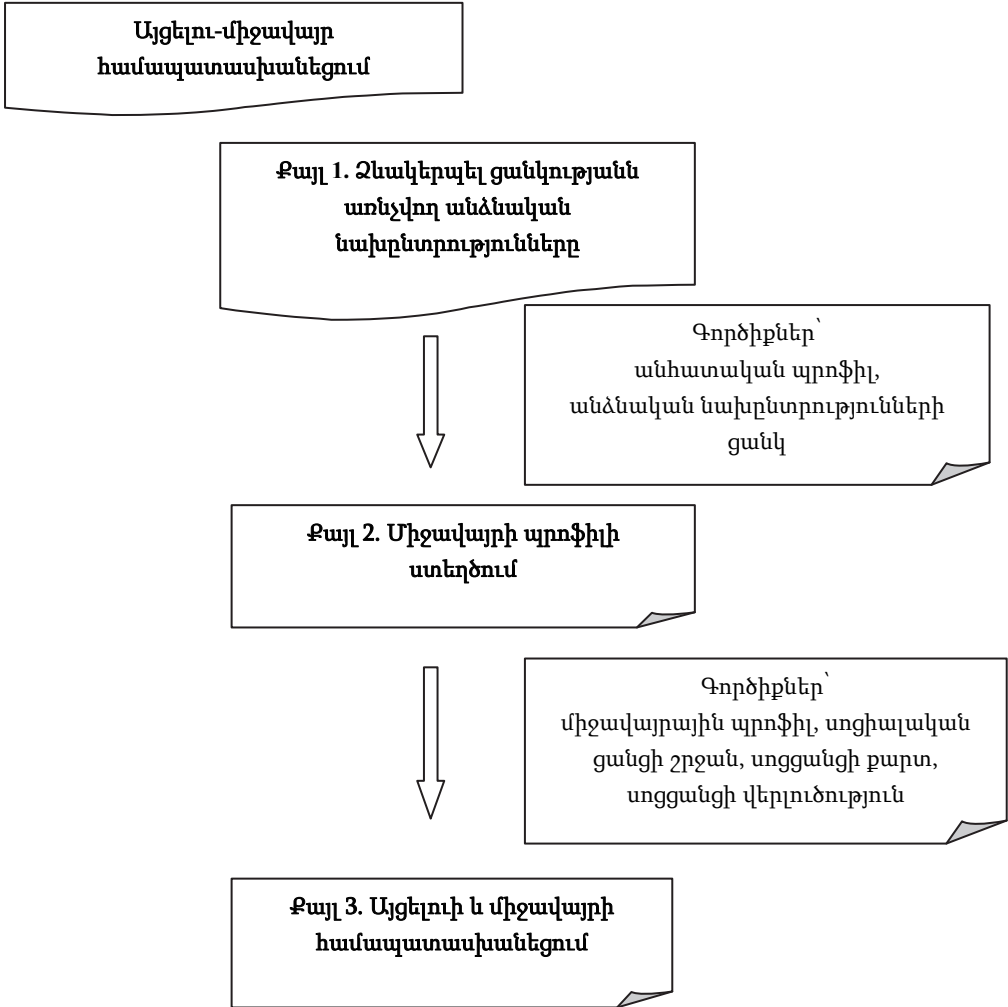 Այցելու-միջավայր
համապատասխանեցում
Քայլ 1. Ձևակերպել ցանկությանն
առնչվող անձնական
նախընտրությունները
Գործիքներ՝
անհատական պրոֆիլ,
անձնական նախընտրությունների
ցանկ
Քայլ 2. Միջավայրի պրոֆիլի
ստեղծում
Գործիքներ՝
միջավայրային պրոֆիլ, սոցիալական
ցանցի շրջան, սոցցանցի քարտ,
սոցցանցի վերլուծություն
Քայլ 3. Այցելուի և միջավայրի
համապատասխանեցում